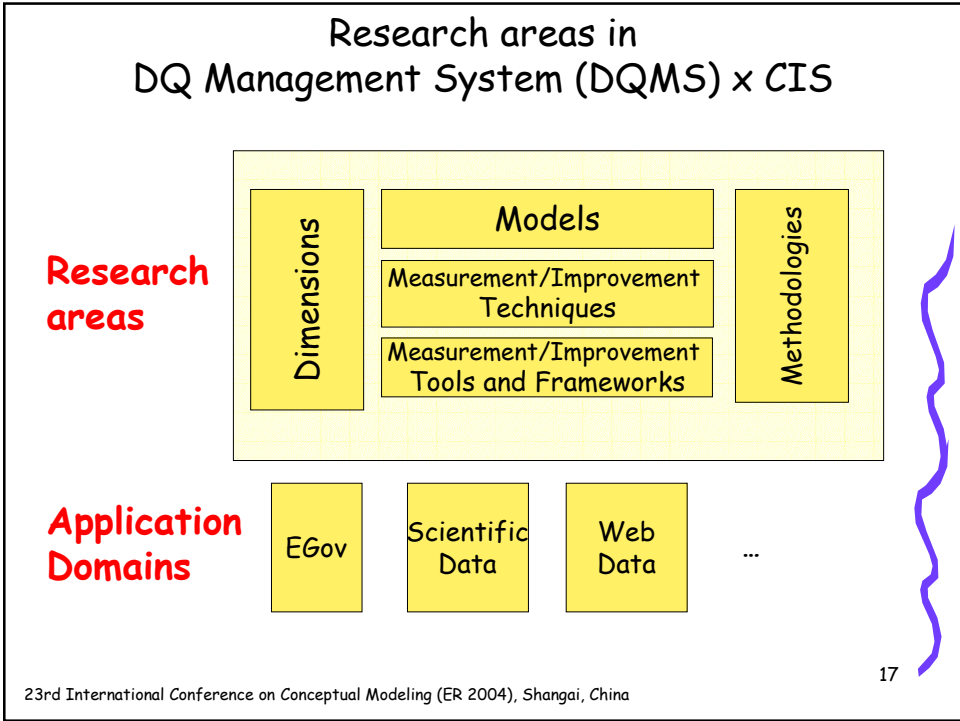 Research areas in
DQ Management System (DQMS) x CIS
Research
areas
Dimensions
Models
Measurement/Improvement
Techniques
Measurement/Improvement
Tools and Frameworks
Methodologies
Application
Domains
EGov
Scientific
Data
Web
Data
...
17
23rd International Conference on Conceptual Modeling (ER 2004), Shangai, China